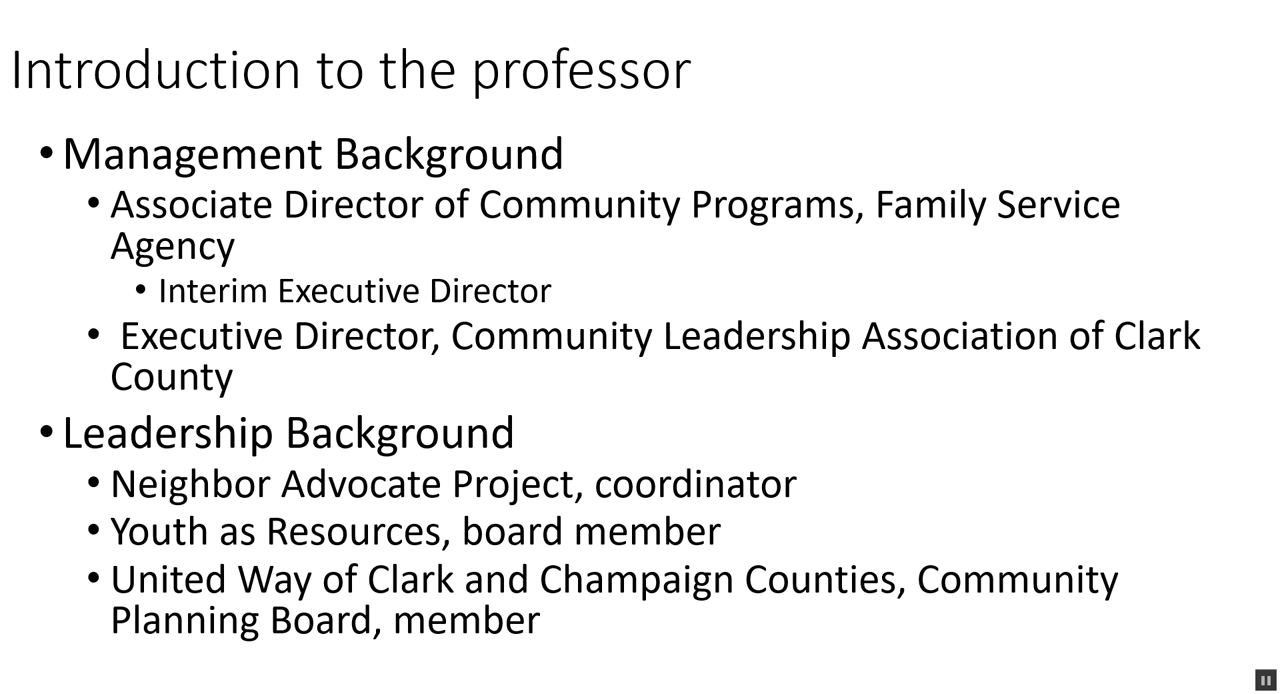 Introduction to the professor
• Management Background
• Associate Director of Community Programs, Family Service
Agency
• Interim Executive Director
• Executive Director, Community Leadership Association of Clark
County
• Leadership Background
• Neighbor Advocate Project, coordinator
• Youth as Resources, board member
• United Way of Clark and Champaign Counties, Community
Planning Board, member